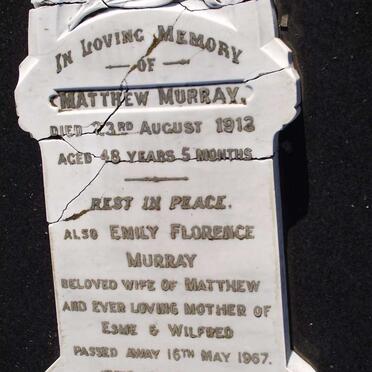 IN LOVING MEMORY
OF
MATTHEW MURRAY,
DIED 23RD AUGUST 1913
AGED 48 YEARS 5 MONTHS
REST IN PEACE.
ALSO EMILY FLORENCE
MURRAY
BELOVED WIFE OF MATTHEW
AND EVER LOVING MOTHER OF
ESME & WILFRED
PASSED AWAY 16TH MAY 1967.